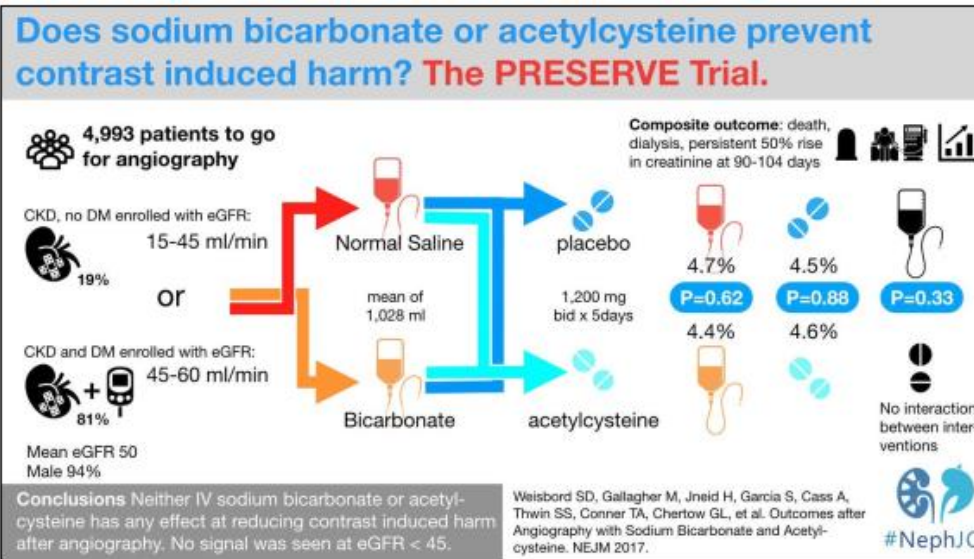 Does sodium bicarbonate or acetylcysteine prevent
contrast induced harm? The PRESERVE Trial.
4,993 patients to go
for angiography
CKD, no DM enrolled with eGFR:
15-45 ml/min
19%
or
CKD and DM enrolled with eGFR:
45-60 ml/min
+
81%
Mean eGFR 50
Male 94%
Normal Saline
mean of
1,028 ml
Bicarbonate
placebo
1,200 mg
bid x 5days
acetylcysteine
Composite outcome: death,
dialysis, persistent 50% rise
in creatinine at 90-104 days
4.7%
4.5%
P=0.62
P=0.88
P=0.33
4.4%
4.6%
No interaction
between inter-
ventions
Conclusions Neither IV sodium bicarbonate or acetyl-
cysteine has any effect at reducing contrast induced harm
after angiography. No signal was seen at eGFR < 45.
Weisbord SD, Gallagher M, Jneid H, Garcia S, Cass A,
Thwin SS, Conner TA, Chertow GL, et al. Outcomes after
Angiography with Sodium Bicarbonate and Acetyl-
cysteine. NEJM 2017.